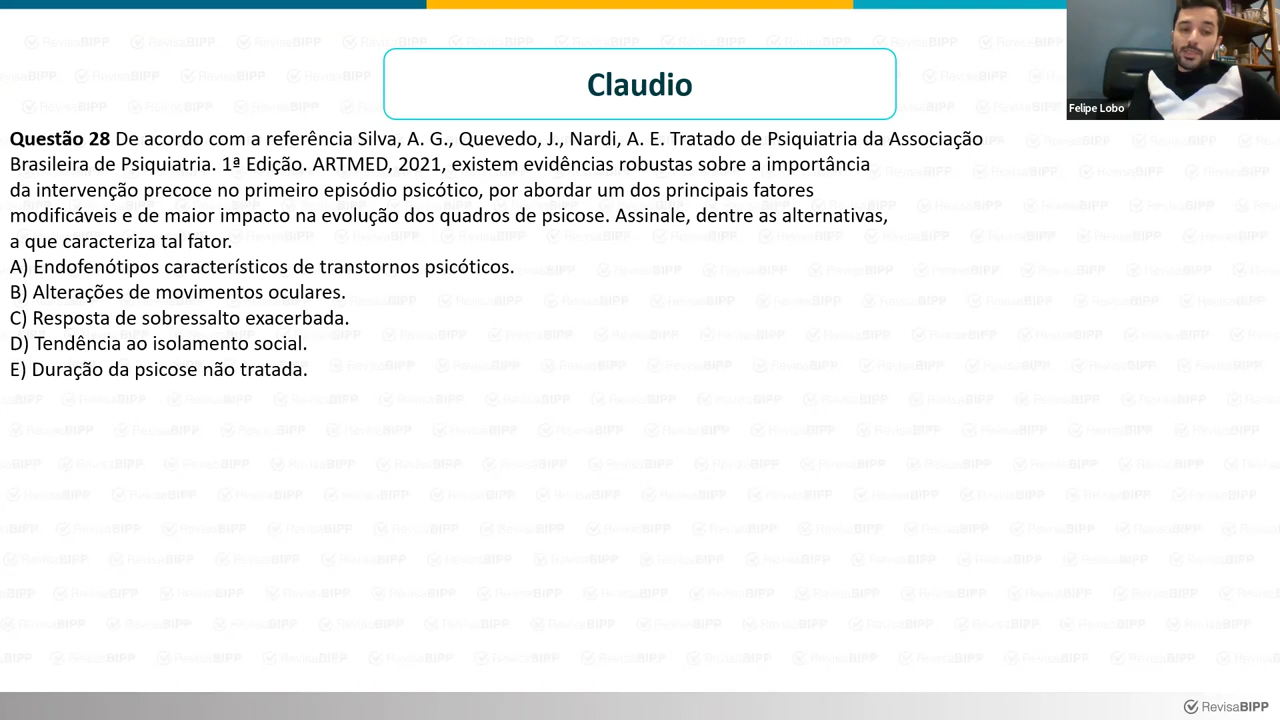 Claudio
Felipe Lobo
Questão 28 De acordo com a referência Silva, A. G., Quevedo, J., Nardi, A. E. Tratado de Psiquiatria da Associação
Brasileira de Psiquiatria. 1ª Edição. ARTMED, 2021, existem evidências robustas sobre a importância
da intervenção precoce no primeiro episódio psicótico, por abordar um dos principais fatores
modificáveis e de maior impacto na evolução dos quadros de psicose. Assinale, dentre as alternativas,
a que caracteriza tal fator.
A) Endofenótipos característicos de transtornos psicóticos.
B) Alterações de movimentos oculares.
C) Resposta de sobressalto exacerbada.
D) Tendência ao isolamento social.
E) Duração da psicose não tratada.
RevisaBIPP